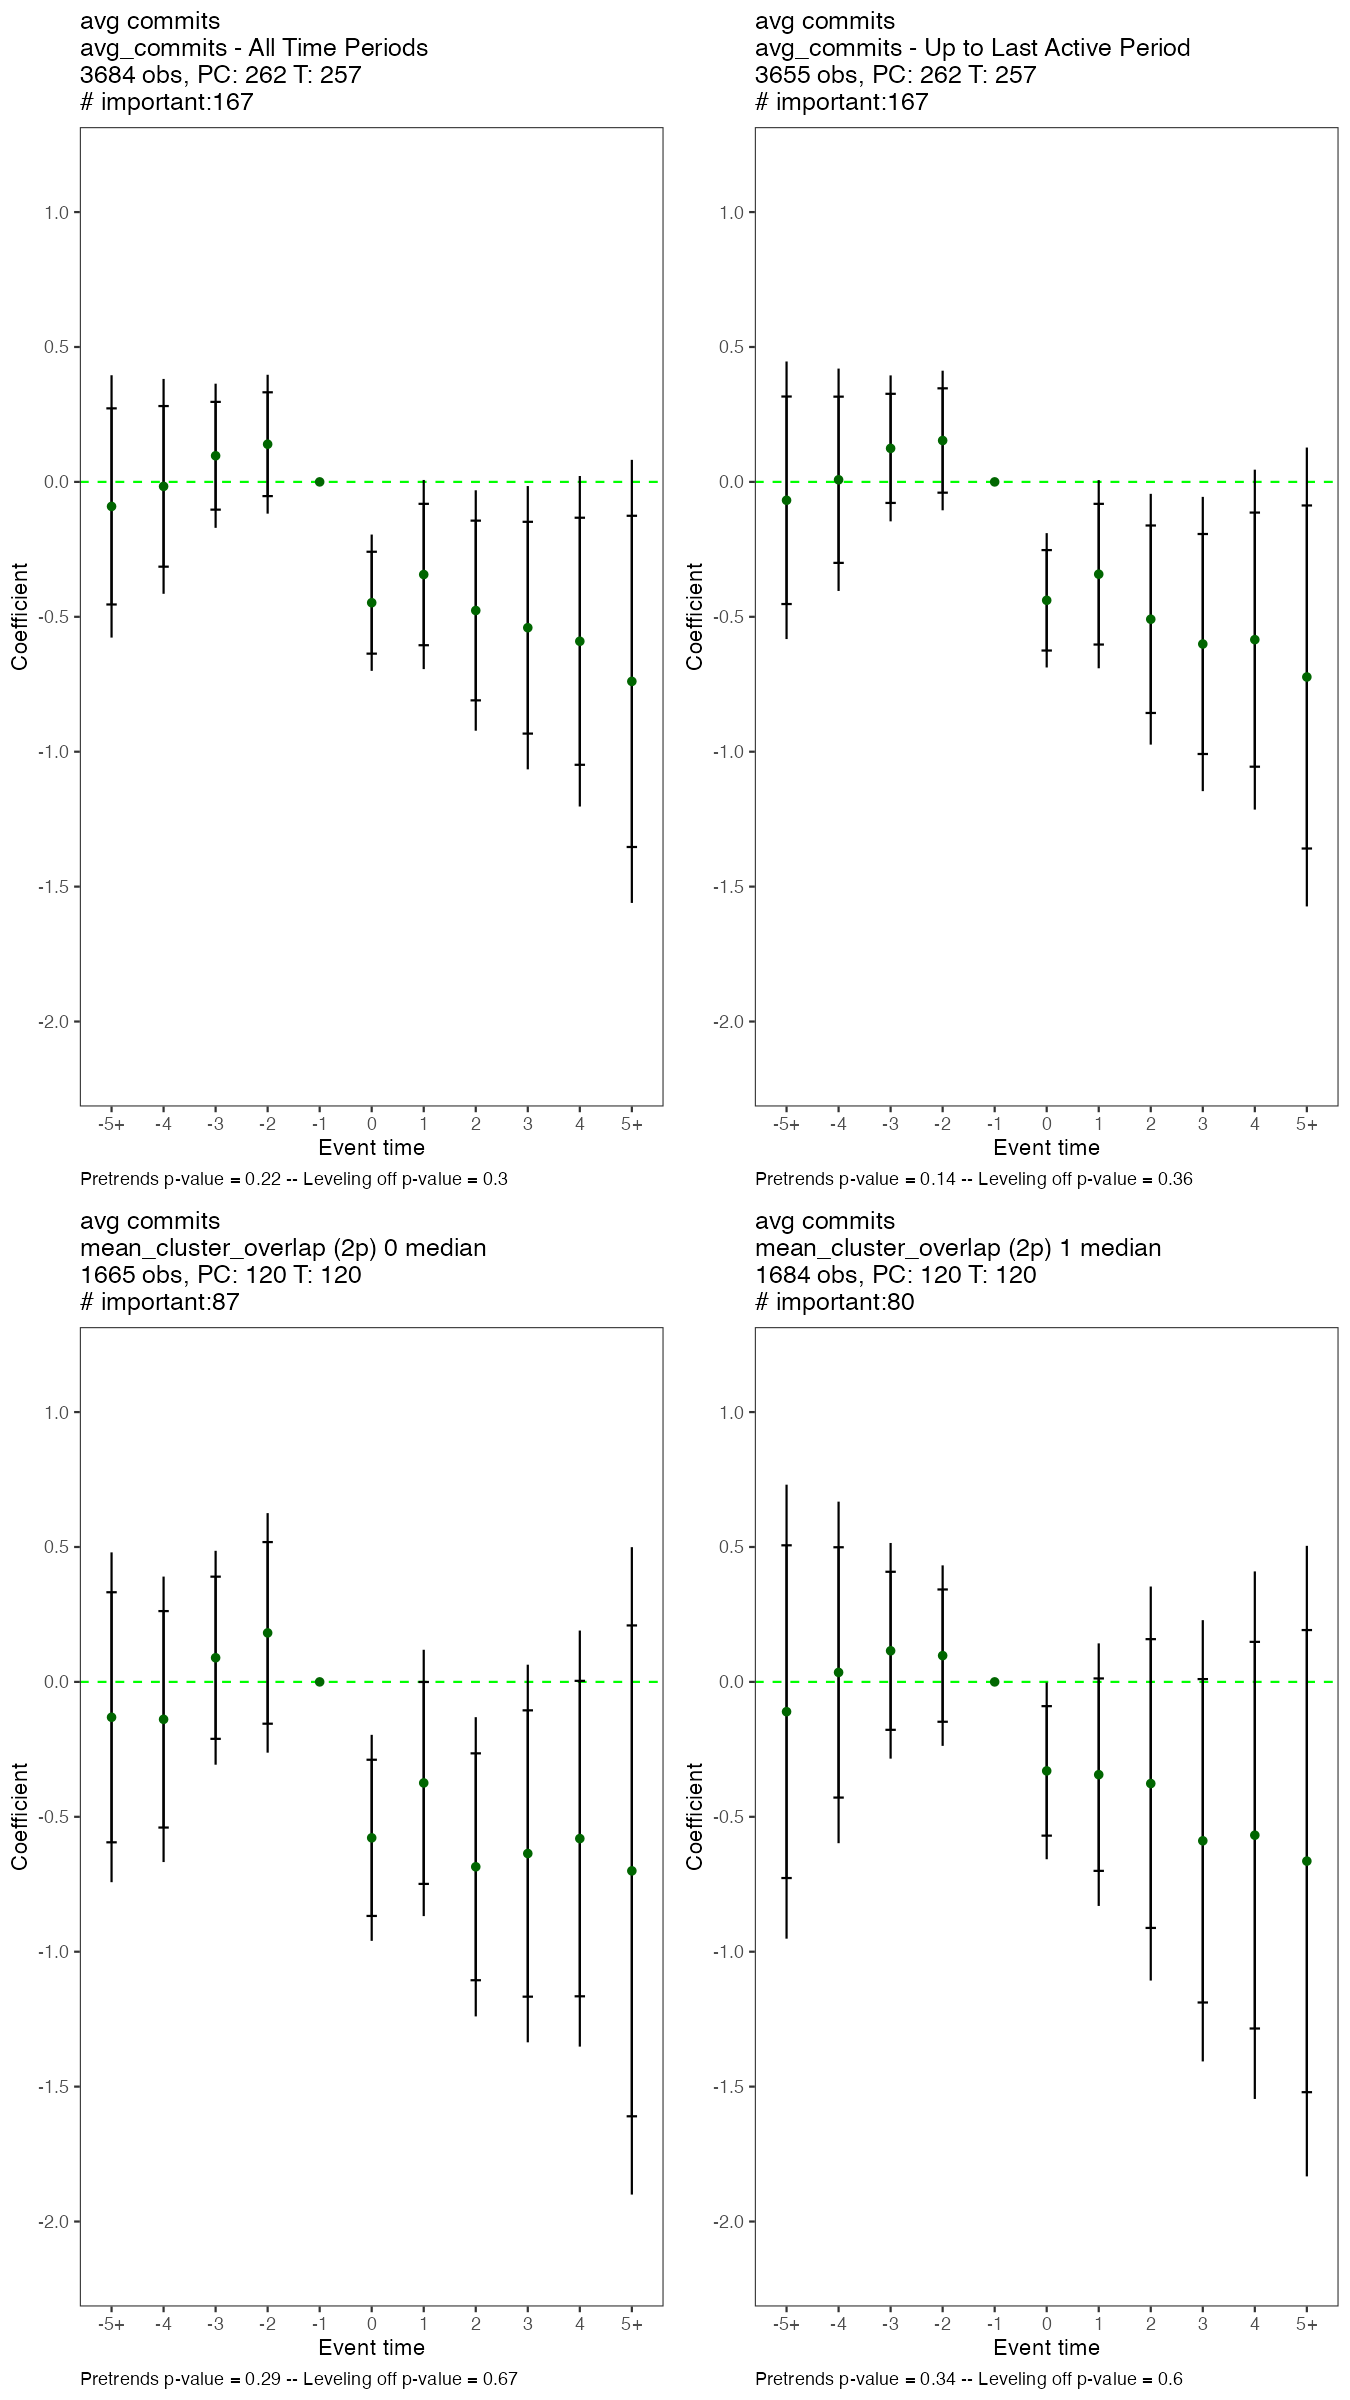 avg commits
avg_commits - All Time Periods
3684 obs, PC: 262 T: 257
# important:167
1.0
0.5
0.0
-0.5
-1.0
-1.5
-2.0
Coefficient
-5+ -4 -3 -2 -1 0 1 2 3 4 5+
Event time
Pretrends p-value = 0.22 -- Leveling off p-value = 0.3
avg commits
avg_commits - Up to Last Active Period
3655 obs, PC: 262 T: 257
# important:167
1.0
0.5
0.0
-0.5
-1.0
-1.5
-2.0
Coefficient
-5+ -4 -3 -2 -1 0 1 2 3 4 5+
Event time
Pretrends p-value = 0.14 -- Leveling off p-value = 0.36
avg commits
mean_cluster_overlap (2p) 0 median
1665 obs, PC: 120 T: 120
# important:87
1.0
0.5
0.0
-0.5
-1.0
-1.5
-2.0
Coefficient
-5+ -4 -3 -2 -1 0 1 2 3 4 5+
Event time
Pretrends p-value = 0.29 -- Leveling off p-value = 0.67
avg commits
mean_cluster_overlap (2p) 1 median
1684 obs, PC: 120 T: 120
# important:80
1.0
0.5
0.0
-0.5
-1.0
-1.5
-2.0
Coefficient
-5+ -4 -3 -2 -1 0 1 2 3 4 5+
Event time
Pretrends p-value = 0.34 -- Leveling off p-value = 0.6